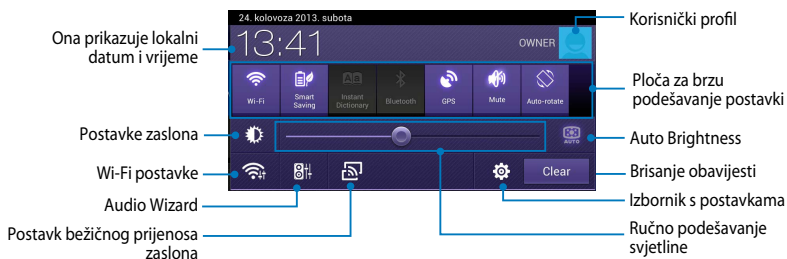 24. kolovoza 2013. subota
13:41
OWNER
Wi-Fi
Smart
Saving
Instant
Dictionary
Bluetooth
GPS
Mute
Auto-rotate
AUTO
Clear
Ona prikazuje lokalni
datum i vrijeme
Postavke zaslona
Wi-Fi postavke
Audio Wizard
Postavk bežičnog prijenosa
zaslona
Korisnički profil
Ploča za brzu
podešavanje postavki
Auto Brightness
Brisanje obavijesti
Izbornik s postavkama
Ručno podešavanje
svjetline